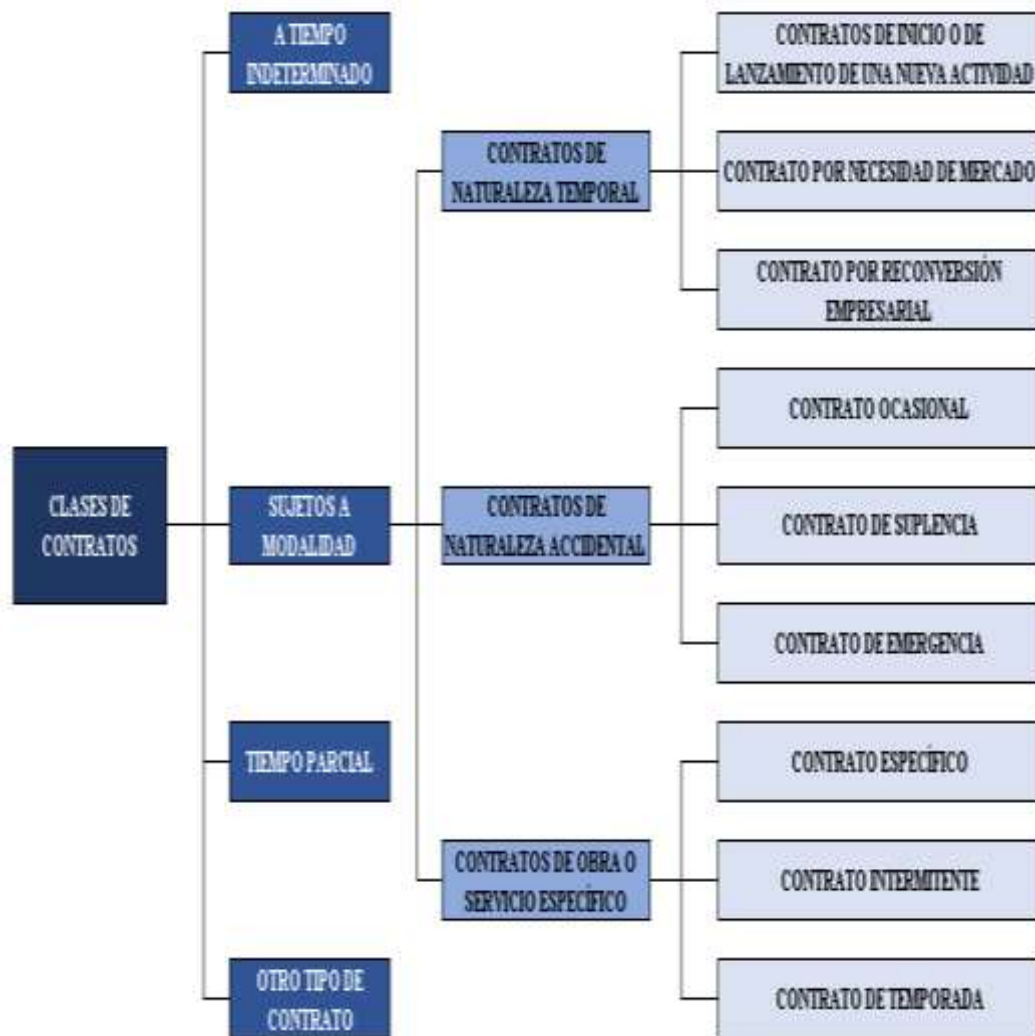 CLASES DE
CONTRATOS
A TIEMPO
INDETERMINADO
SUJETOS A
MODALIDAD
TIEMPO PARCIAL
OTRO TIPO DE
CONTRATO
CONTRATOS DE
NATURALEZA TEMPORAL
CONTRATOS DE
NATURALEZA ACCIDENTAL
CONTRATOS DE OBRA O
SERVICIO ESPECÍFICO
CONTRATOS DE INICIO O DE
LANZAMIENTO DE UNA NUEVA ACTIVIDAD
CONTRATO POR NECESIDAD DE MERCADO
CONTRATO POR RECONVERSIÓN
EMPRESARIAL
CONTRATO OCASIONAL
CONTRATO DE SUPLENCIA
CONTRATO DE EMERGENCIA
CONTRATO ESPECÍFICO
CONTRATO INTERMITENTE
CONTRATO DE TEMPORADA